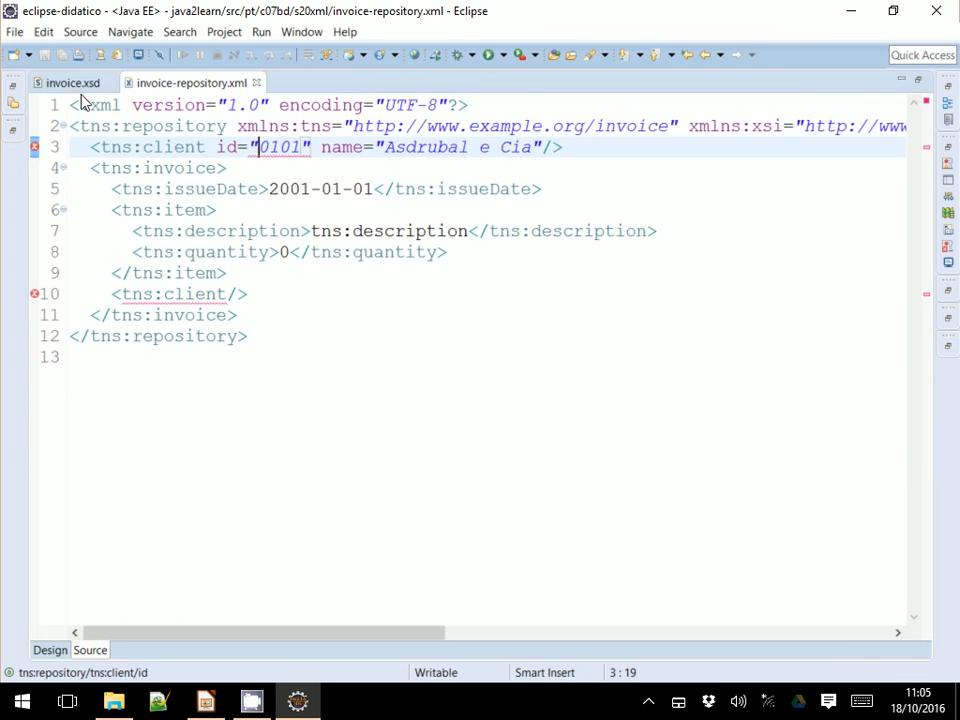 eclipse-didatico - <Java EE> - java2learn/src/pt/c07bd/s20xml/invoice-repository.xml - Eclipse
File Edit Source Navigate Search Project Run Window Help
Quick Access
invoice.xsd invoice-repository.xml
1 <?xml version="1.0" encoding="UTF-8"?>
2 <tns:repository xmlns:tns="http://www.example.org/invoice" xmlns:xsi="http://www
3 <tns:client id="0101" name="Asdrubal e Cia"/>
4 <tns:invoice>
5 <tns:issueDate>2001-01-01</tns:issueDate>
6 <tns:item>
7 <tns:description>tns:description</tns:description>
8 <tns:quantity>0</tns:quantity>
9 </tns:item>
10 <tns:client/>
11 </tns:invoice>
12 </tns:repository>
13
Design Source
tns:repository/tns:client/id Writable Smart Insert 3 : 19
11:05
18/10/2016